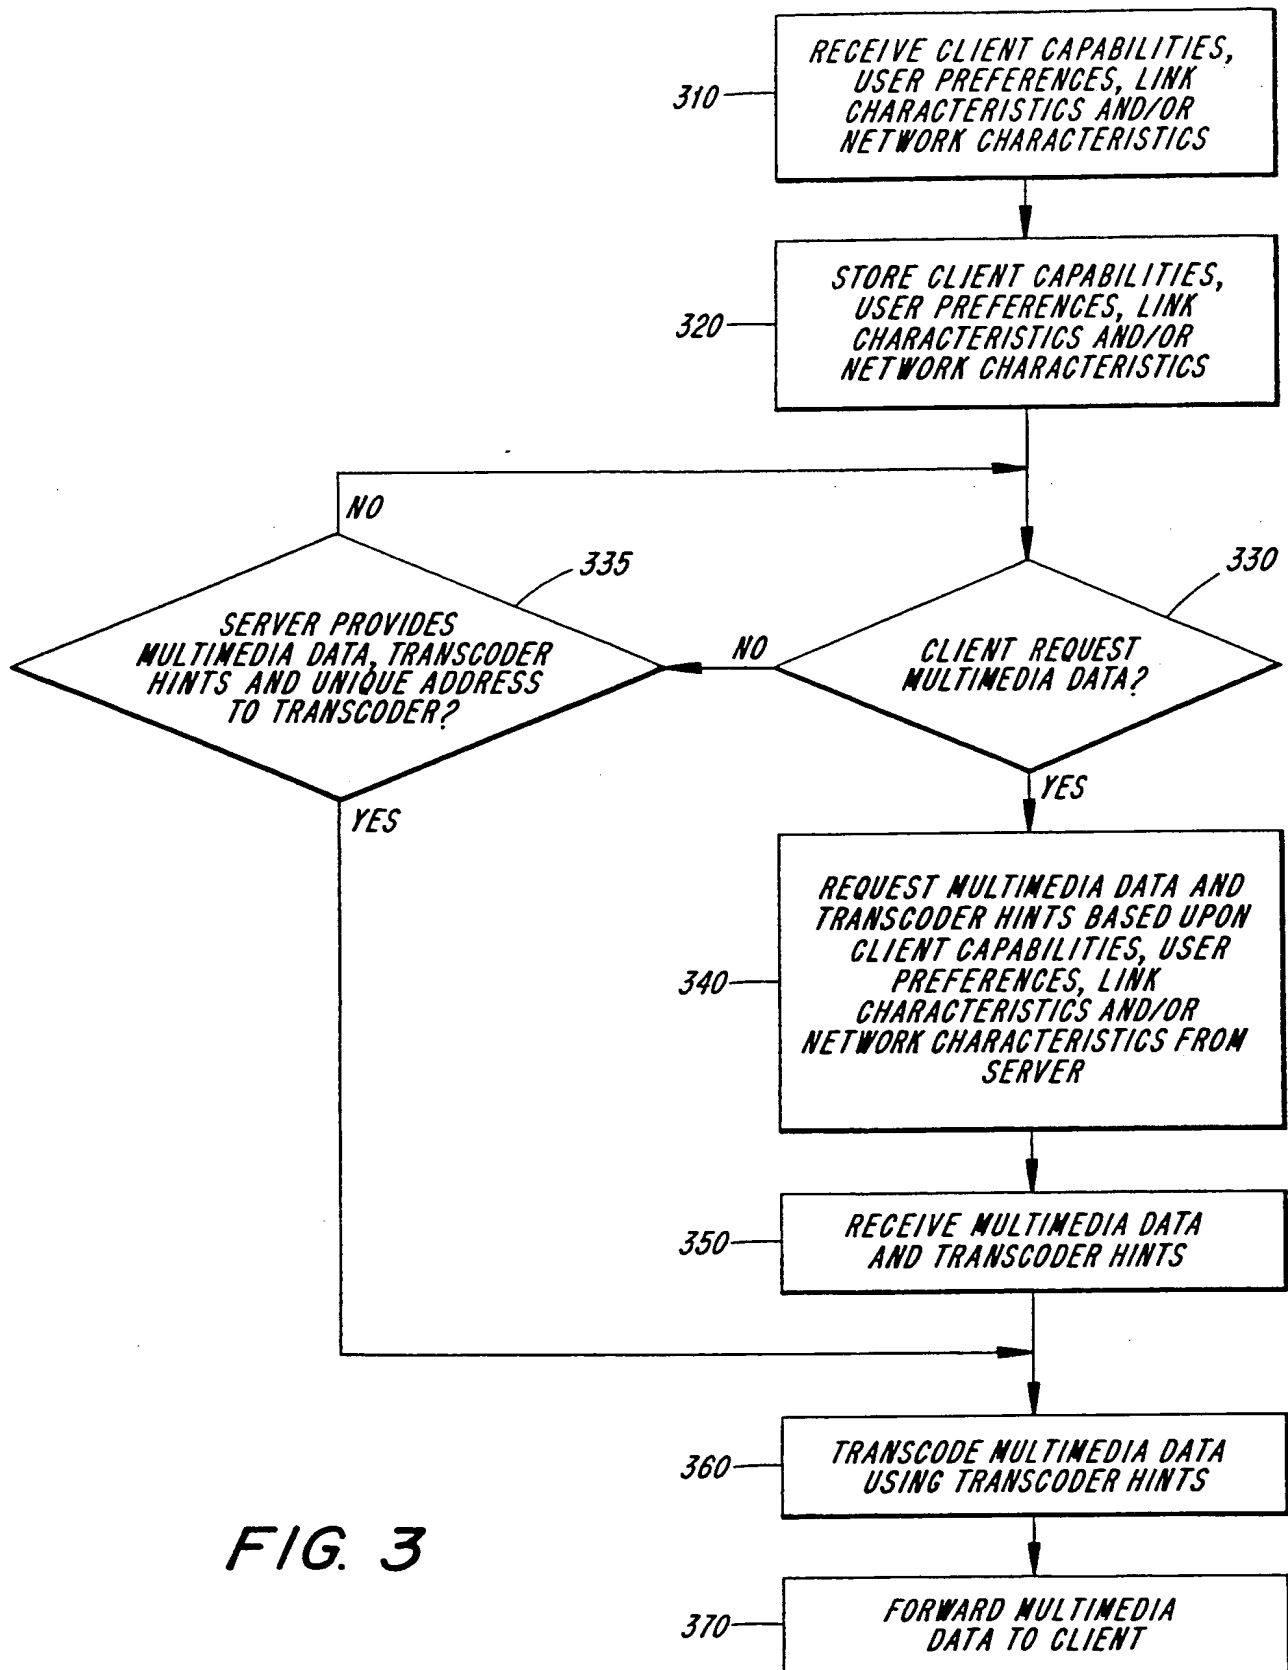 RECEIVE CLIENT CAPABILITIES,
USER PREFERENCES, LINK
CHARACTERISTICS AND/OR
NETWORK CHARACTERISTICS
310
STORE CLIENT CAPABILITIES,
USER PREFERENCES, LINK
CHARACTERISTICS AND/OR
NETWORK CHARACTERISTICS
320
NO
335
SERVER PROVIDES
MULTIMEDIA DATA, TRANSCODER
HINTS AND UNIQUE ADDRESS
TO TRANSCODER?
YES
NO
330
CLIENT REQUEST
MULTIMEDIA DATA?
YES
REQUEST MULTIMEDIA DATA AND
TRANSCODER HINTS BASED UPON
CLIENT CAPABILITIES, USER
PREFERENCES, LINK
CHARACTERISTICS AND/OR
NETWORK CHARACTERISTICS FROM
SERVER
340
RECEIVE MULTIMEDIA DATA
AND TRANSCODER HINTS
350
TRANSCODE MULTIMEDIA DATA
USING TRANSCODER HINTS
360
FORWARD MULTIMEDIA
DATA TO CLIENT
370
FIG. 3